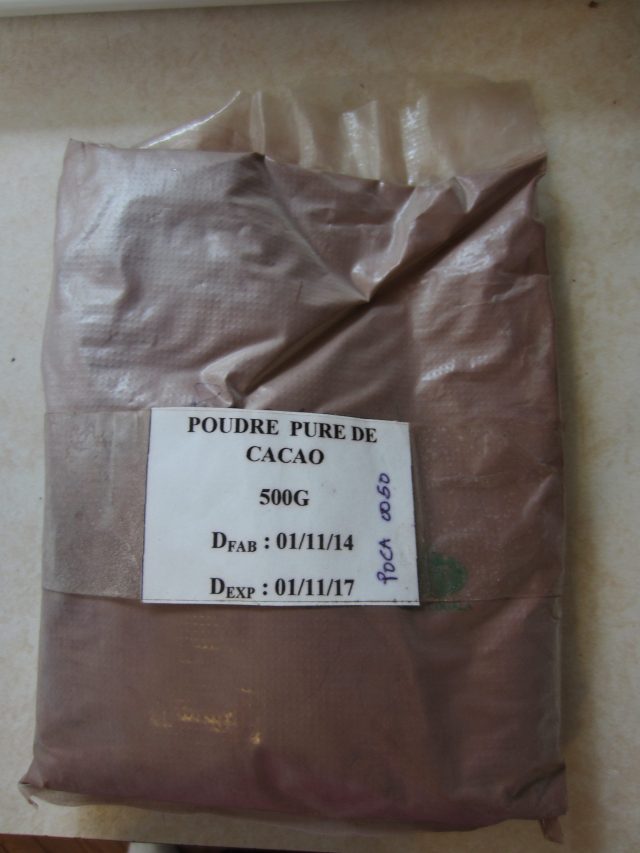 POUDRE PURE DE
CACAO
500G
DFAB : 01/11/14
DEXP : 01/11/17
POCA 0050